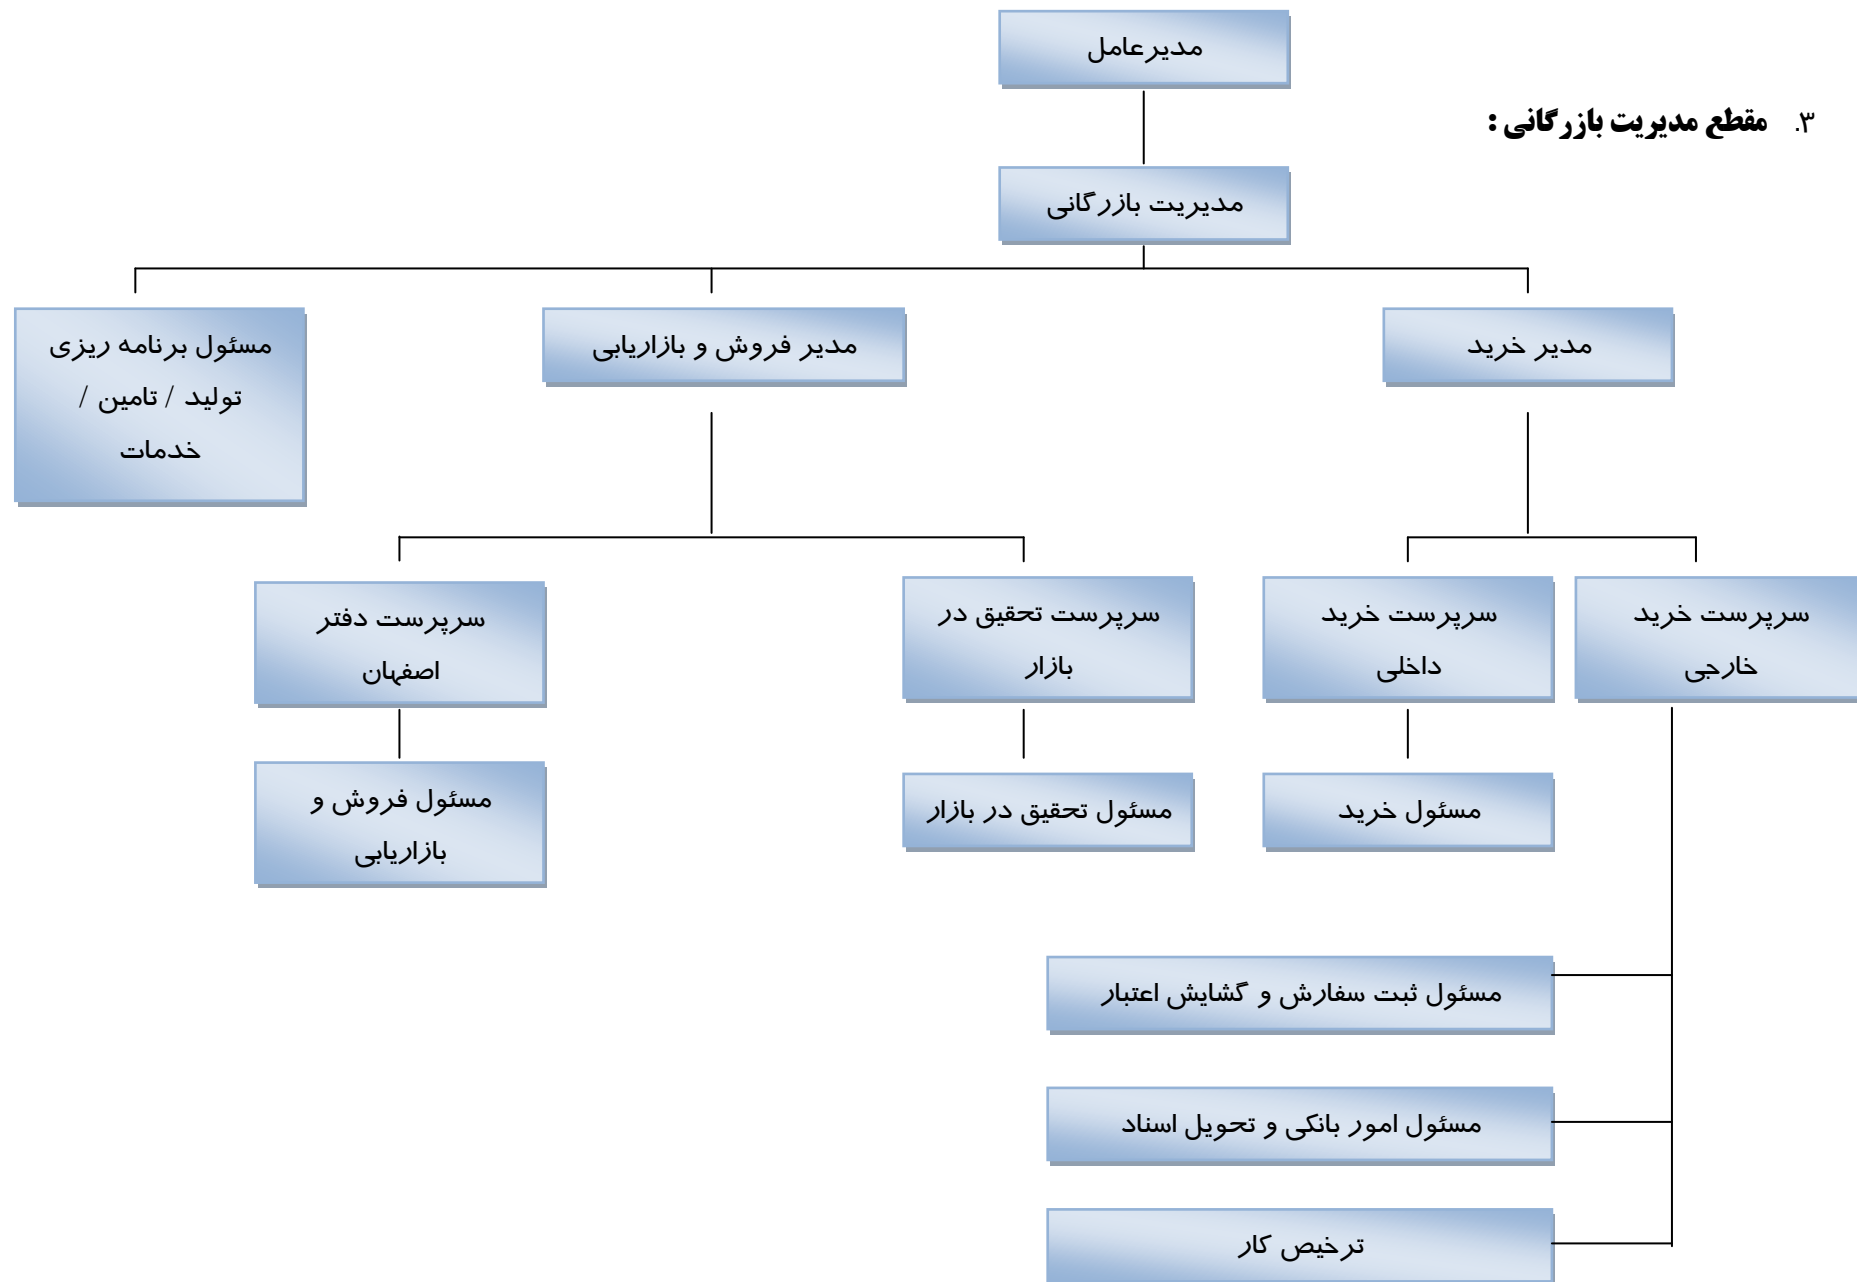 مدیرعامل
۳. مقطع مدیریت بازرگانی :
مدیریت بازرگانی
مدیر خرید
مدیر فروش و بازاریابی
مسئول برنامه ریزی
تولید / تامین /
خدمات
سرپرست خرید
خارجی
سرپرست خرید
داخلی
سرپرست تحقیق در
بازار
سرپرست دفتر
اصفهان
مسئول خرید
مسئول تحقیق در بازار
مسئول فروش و
بازاریابی
مسئول ثبت سفارش و گشایش اعتبار
مسئول امور بانکی و تحویل اسناد
ترخیص کار